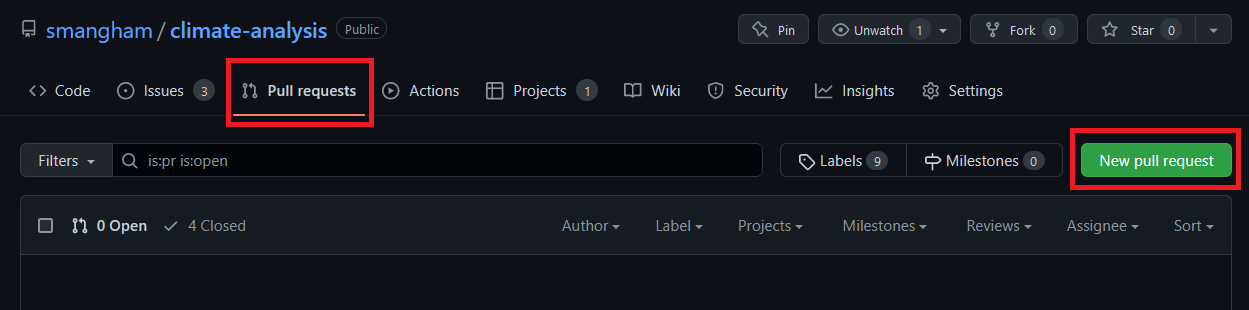 smangham / climate-analysis Public Pin Unwatch 1 Fork 0 Star 0
Code Issues 3 Pull requests Actions Projects 1 Wiki Security Insights Settings
Filters is:pr is:open Labels 9 Milestones 0 New pull request
0 Open 4 Closed Author Label Projects Milestones Reviews Assignee Sort